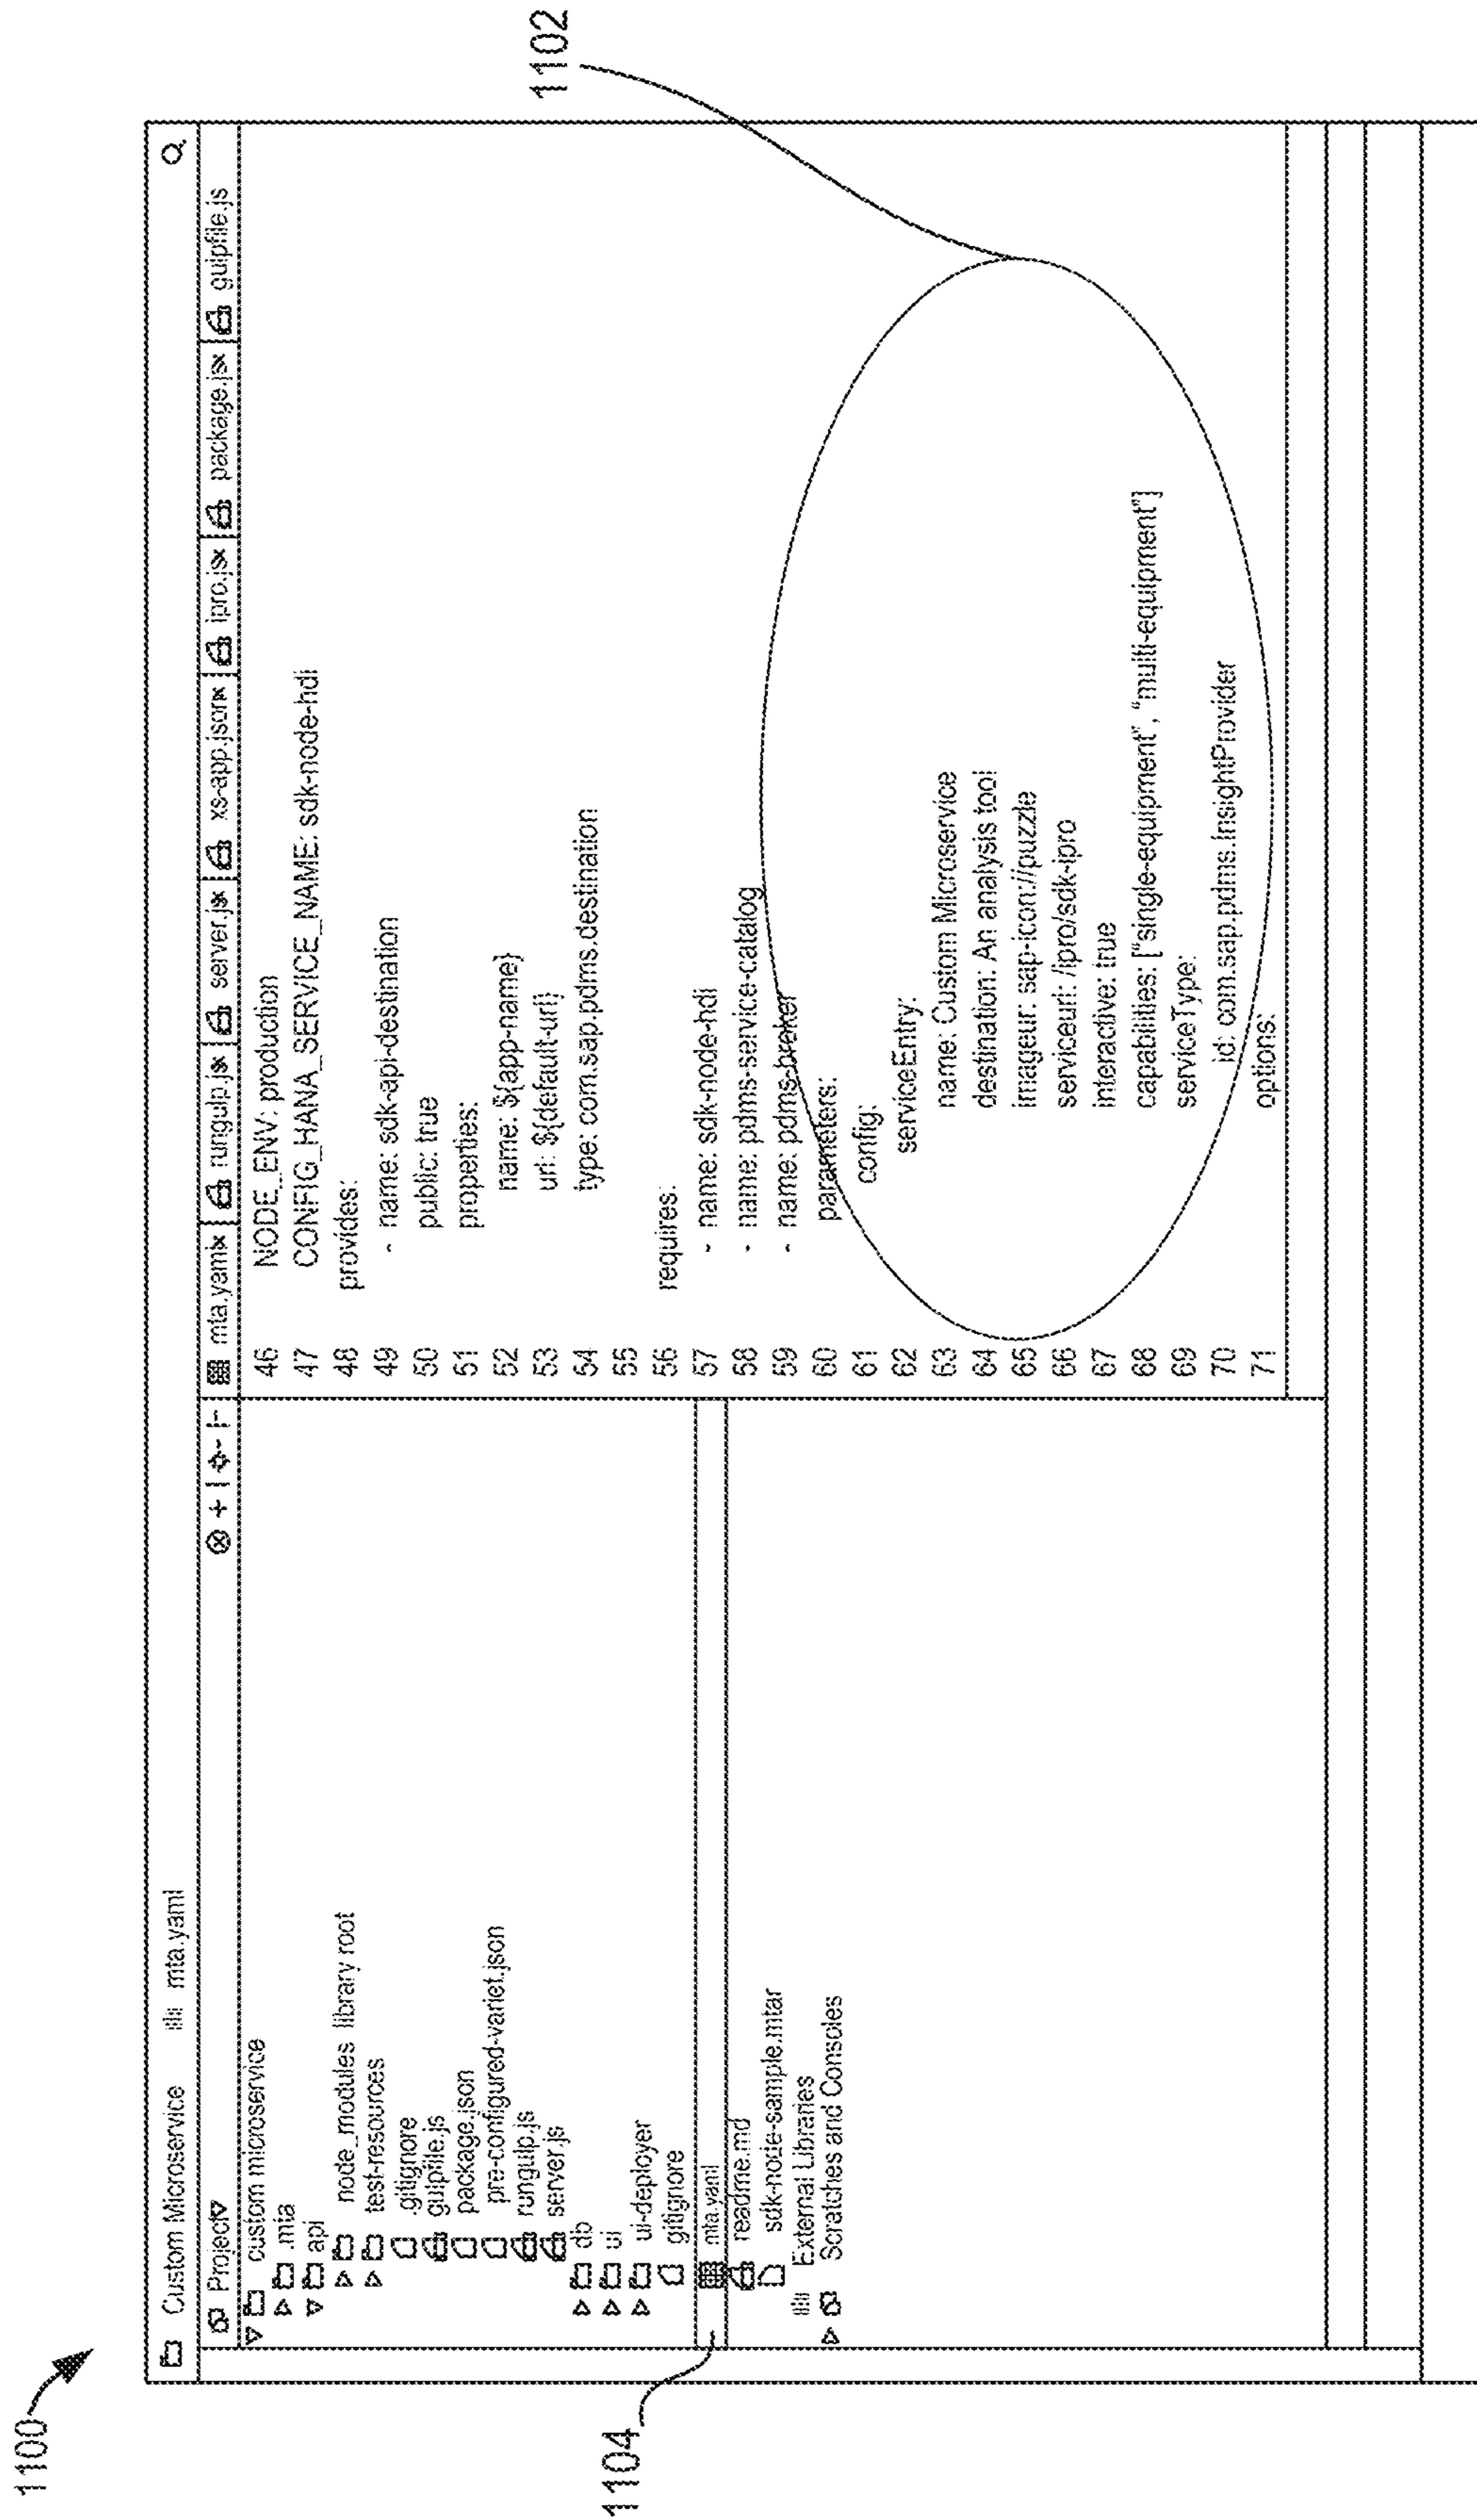 1100
Custom Microservice mta.yaml
Project
mta.yam× rungulp.js× server.js× xs-app.json× ipro.js× package.js× gulpfile.js
custom microservice
.mta
api
node_modules library root
test-resources
.gitignore
gulpfile.js
package.json
pre-configured-variet.json
rungulp.js
server.js
db
ui
ui-deployer
gitignore
mta.yaml
readme.md
sdk-node-sample.mtar
External Libraries
Scratches and Consoles
1104
46 NODE_ENV: production
47 CONFIG_HANA_SERVICE_NAME: sdk-node-hdi
48 provides:
49 - name: sdk-api-destination
50 public: true
51 properties:
52 name: ${app-name}
53 url: ${default-url}
54 type: com.sap.pdms.destination
55
56 requires:
57 - name: sdk-node-hdi
58 - name: pdms-service-catalog
59 - name: pdms-broker
60 parameters:
61 config:
62 serviceEntry:
63 name: Custom Microservice
64 destination: An analysis tool
65 imageur: sap-icon://puzzle
66 serviceurl: /ipro/sdk-ipro
67 interactive: true
68 capabilities: ["single-equipment", "multi-equipment"]
69 serviceType:
70 id: com.sap.pdms.InsightProvider
71 options:
1102